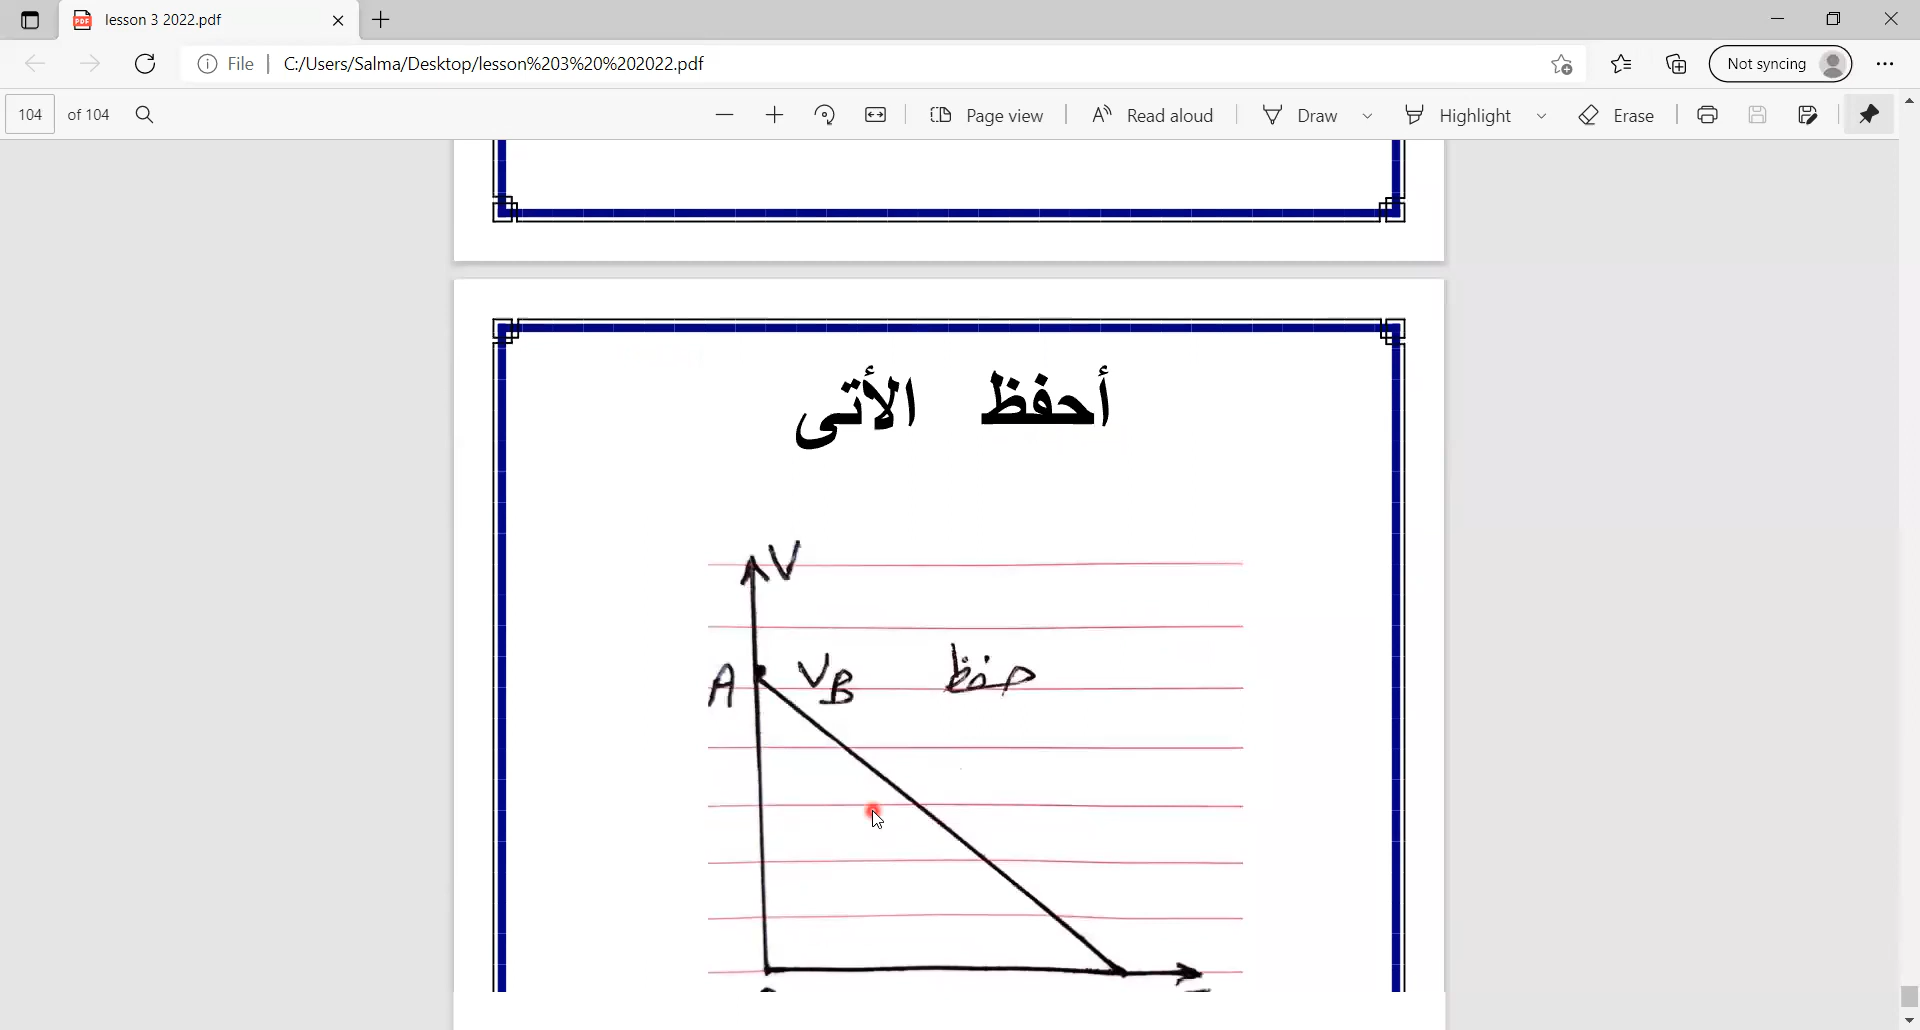 lesson 3 2022.pdf
File | C:/Users/Salma/Desktop/lesson%203%20%202022.pdf
Not syncing
104 of 104
Page view
Read aloud
Draw
Highlight
Erase
أحفظ الأتى
V
A VB حفظ